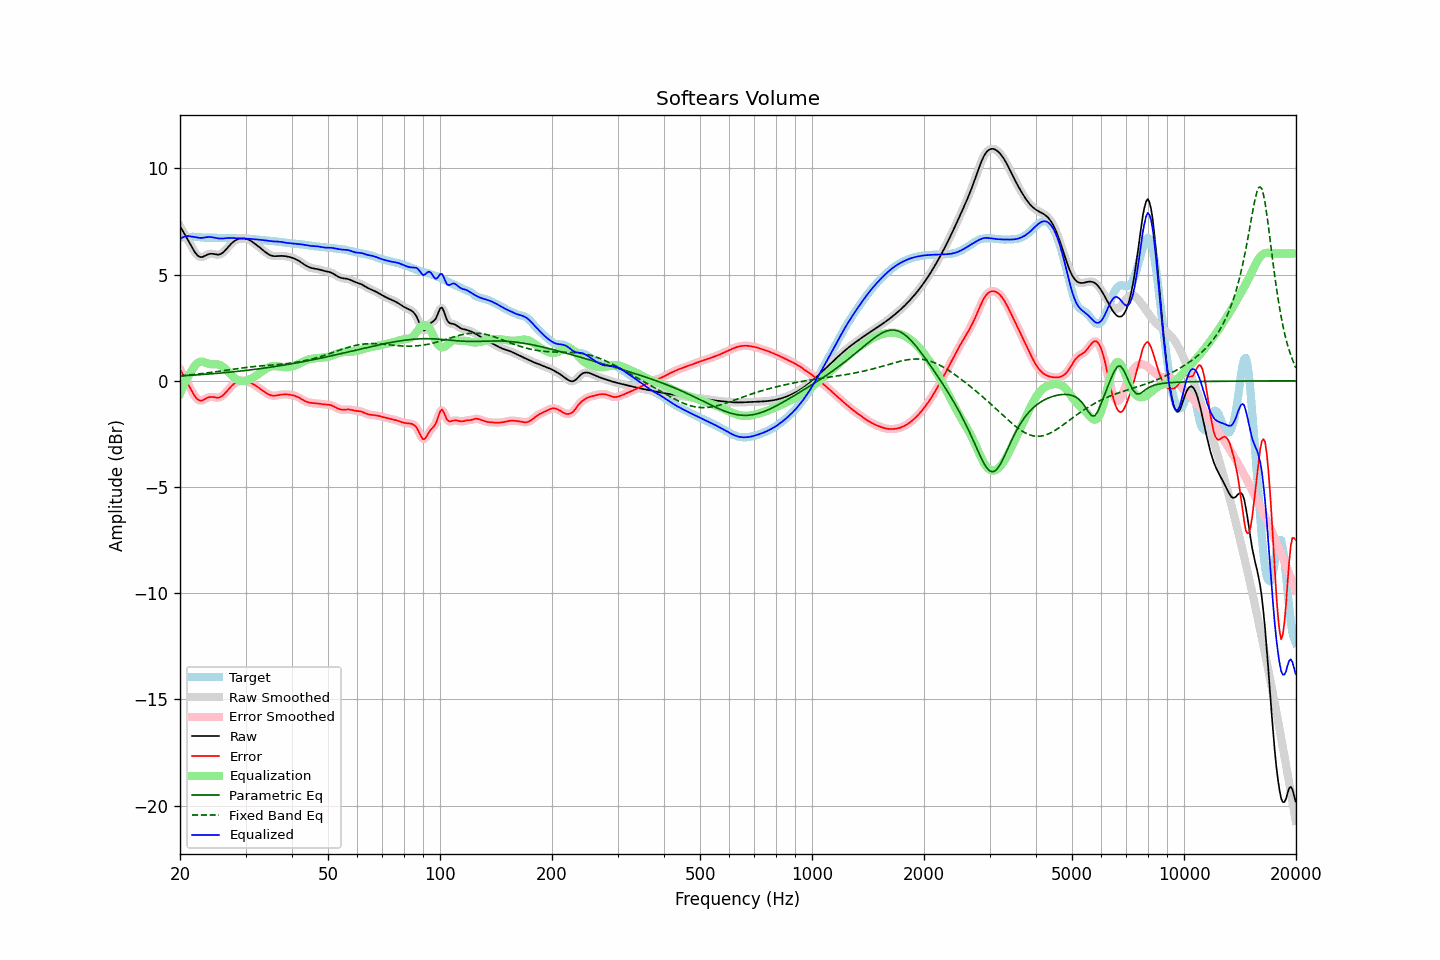 Softears Volume
Amplitude (dBr)
10
5
0
−5
−10
−15
−20
Target
Raw Smoothed
Error Smoothed
Raw
Error
Equalization
Parametric Eq
Fixed Band Eq
Equalized
20 50 100 200 500 1000 2000 5000 10000 20000
Frequency (Hz)